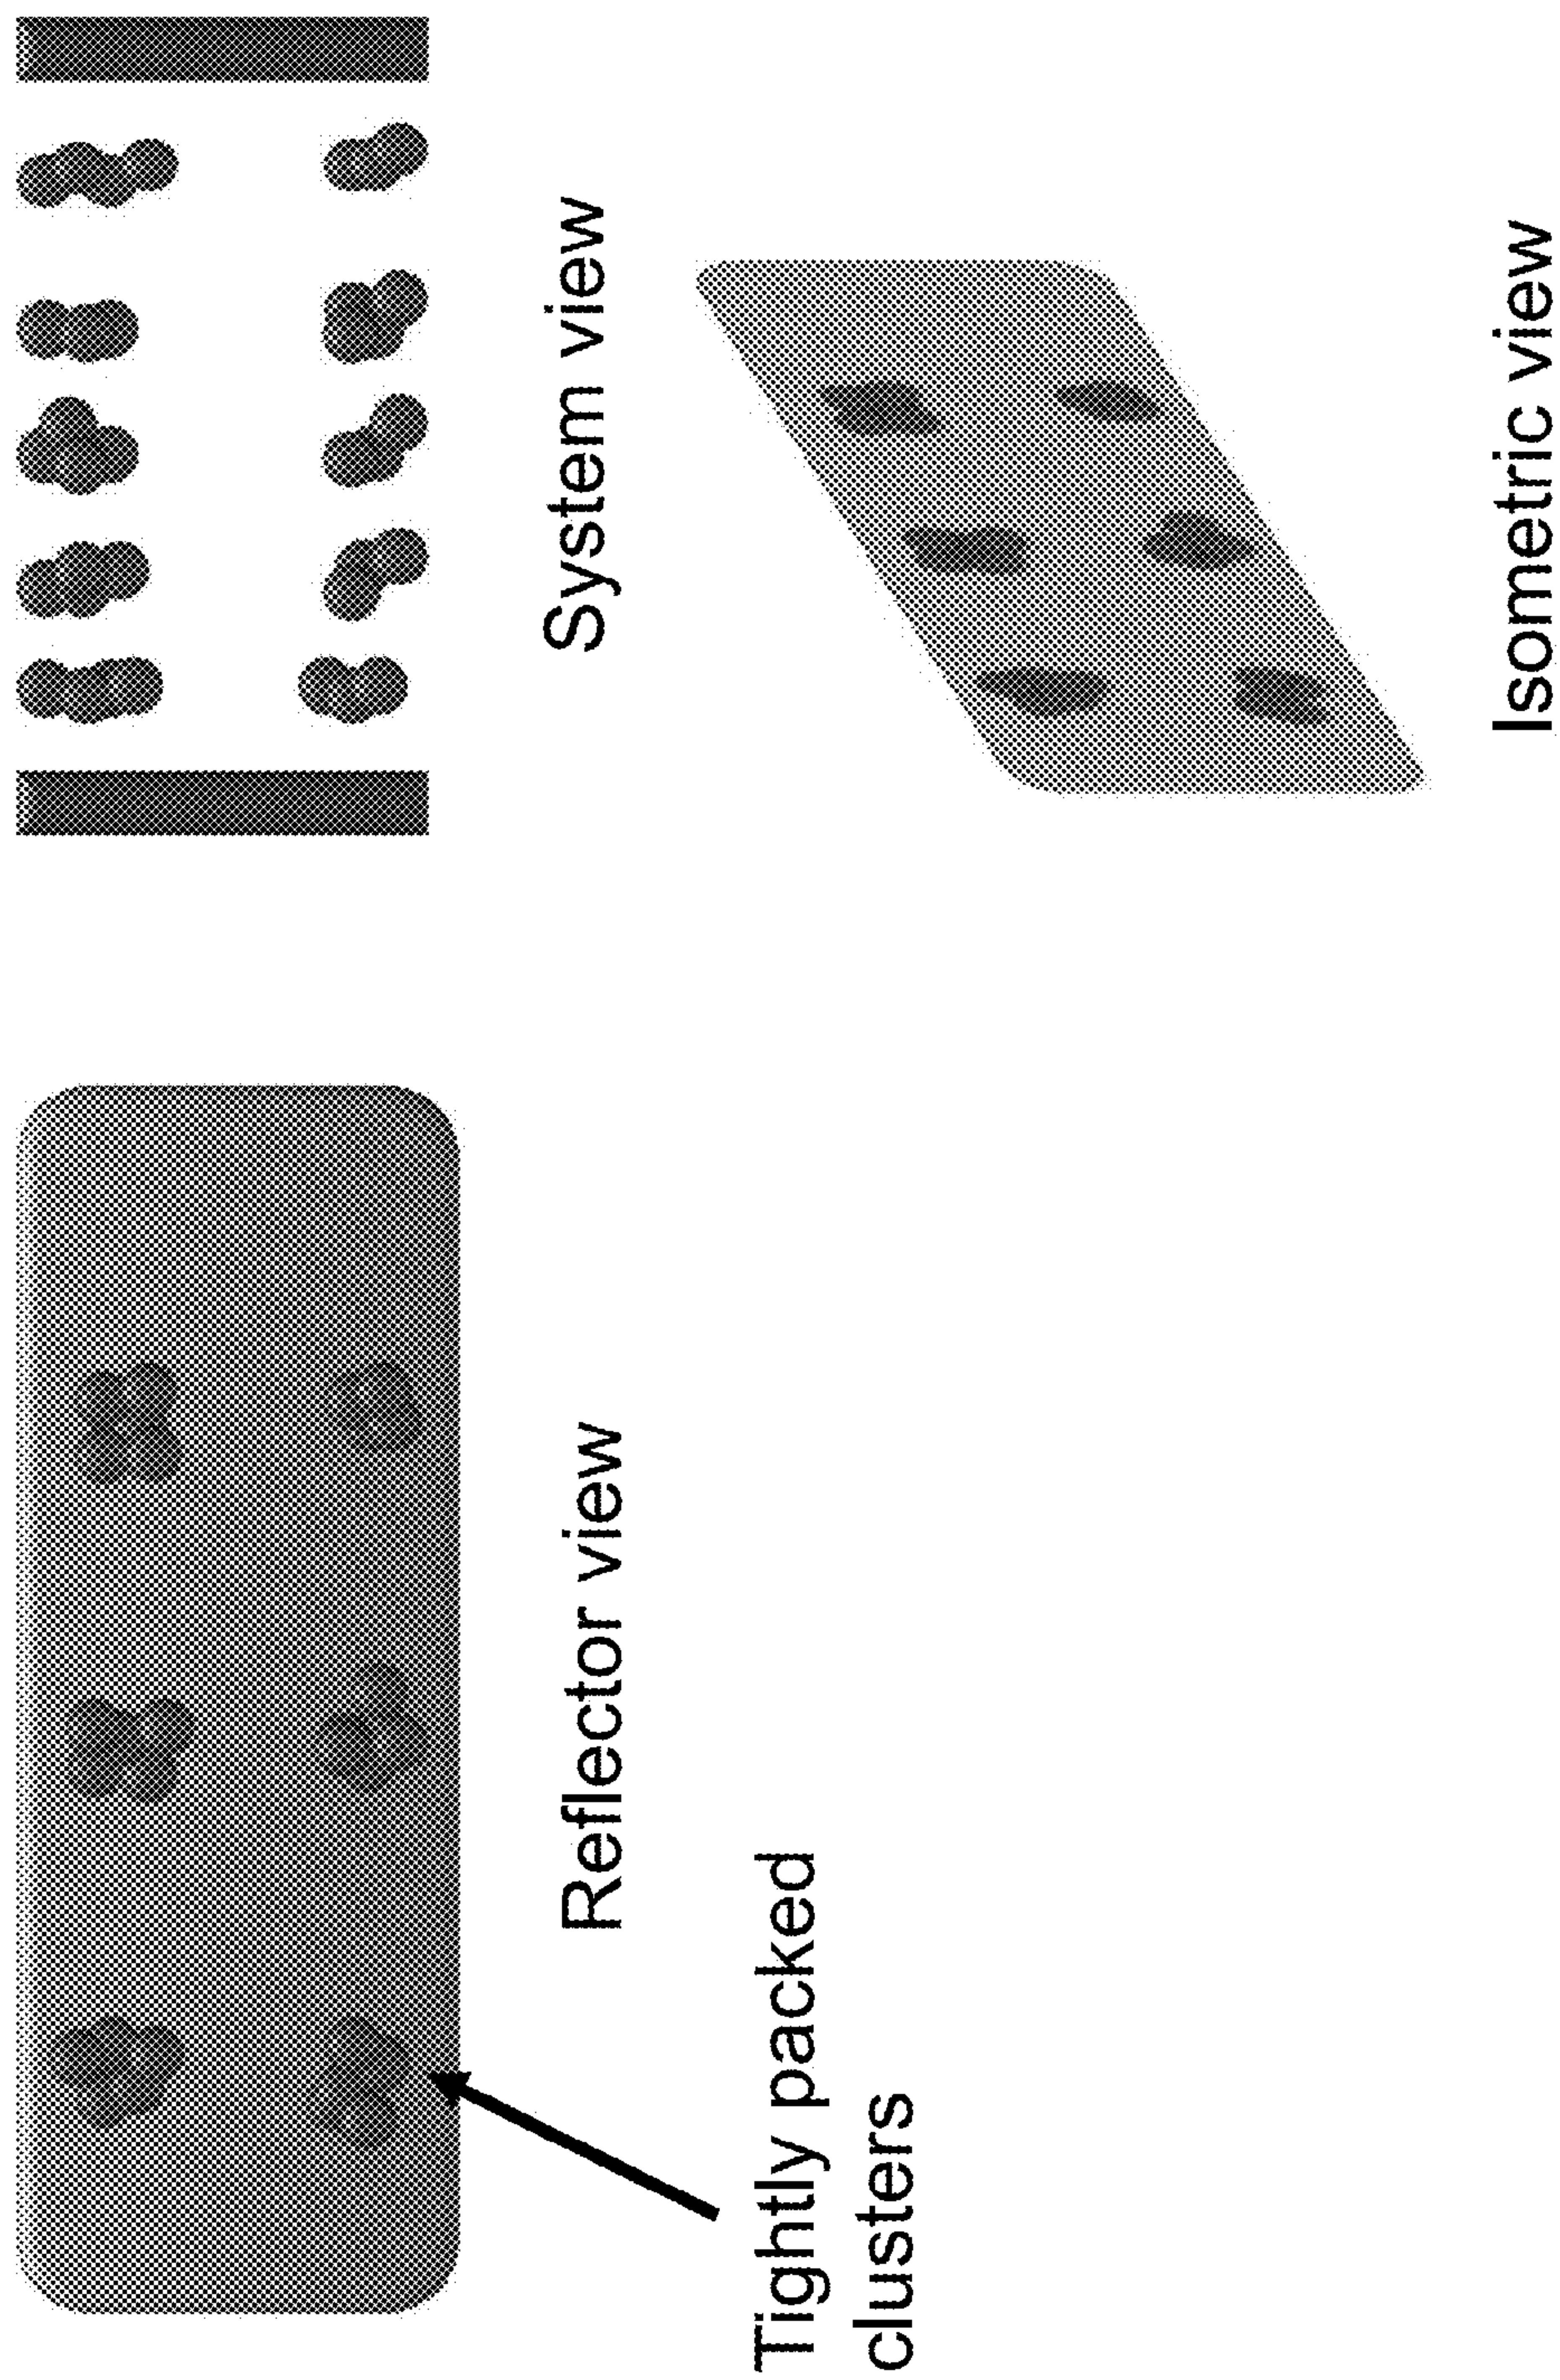 Reflector view
System view
Tightly packed
clusters
Isometric view